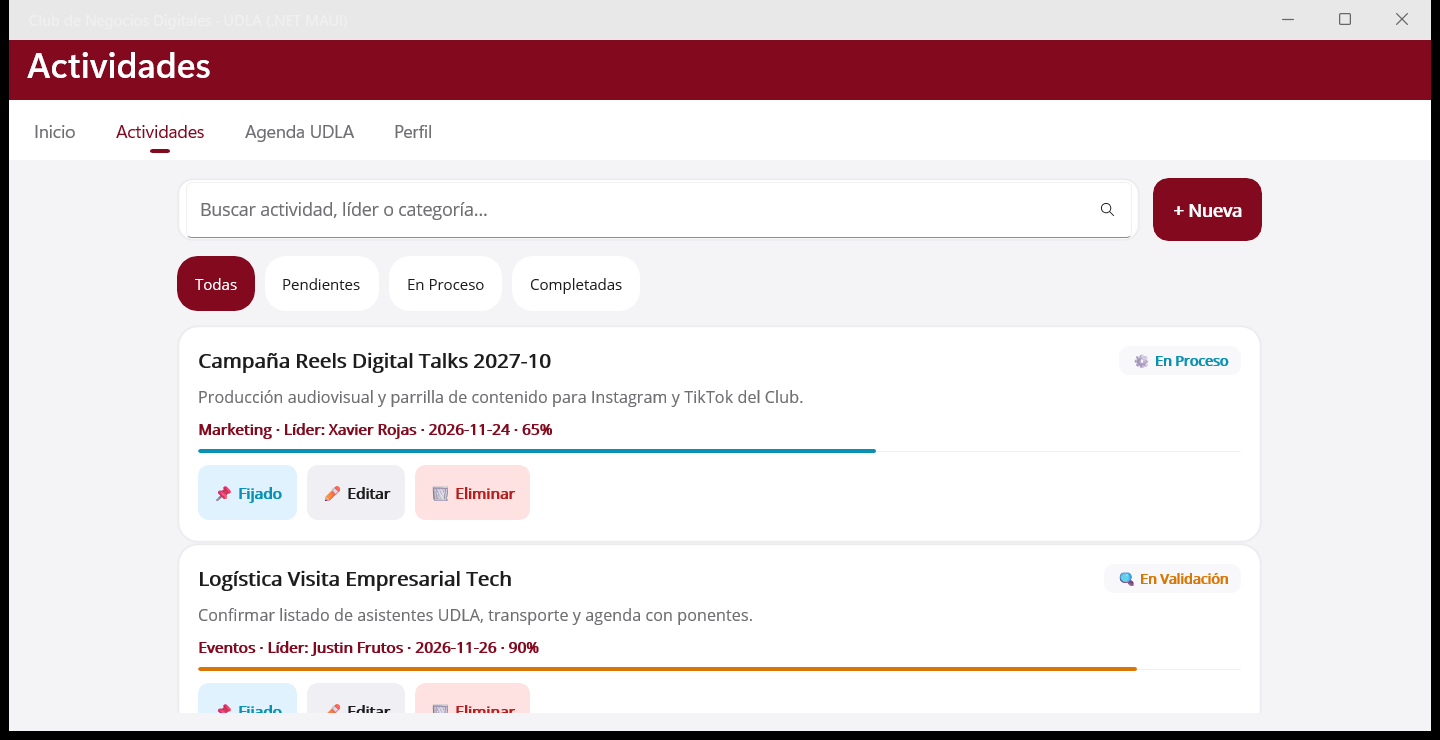 Club de Negocios Digitales - UDLA (.NET MAUI)
Actividades
Inicio Actividades Agenda UDLA Perfil
Buscar actividad, líder o categoría...
+ Nueva
Todas Pendientes En Proceso Completadas
Campaña Reels Digital Talks 2027-10
En Proceso
Producción audiovisual y parrilla de contenido para Instagram y TikTok del Club.
Marketing · Líder: Xavier Rojas · 2026-11-24 · 65%
Fijado Editar Eliminar
Logística Visita Empresarial Tech
En Validación
Confirmar listado de asistentes UDLA, transporte y agenda con ponentes.
Eventos · Líder: Justin Frutos · 2026-11-26 · 90%
Fijado Editar Eliminar